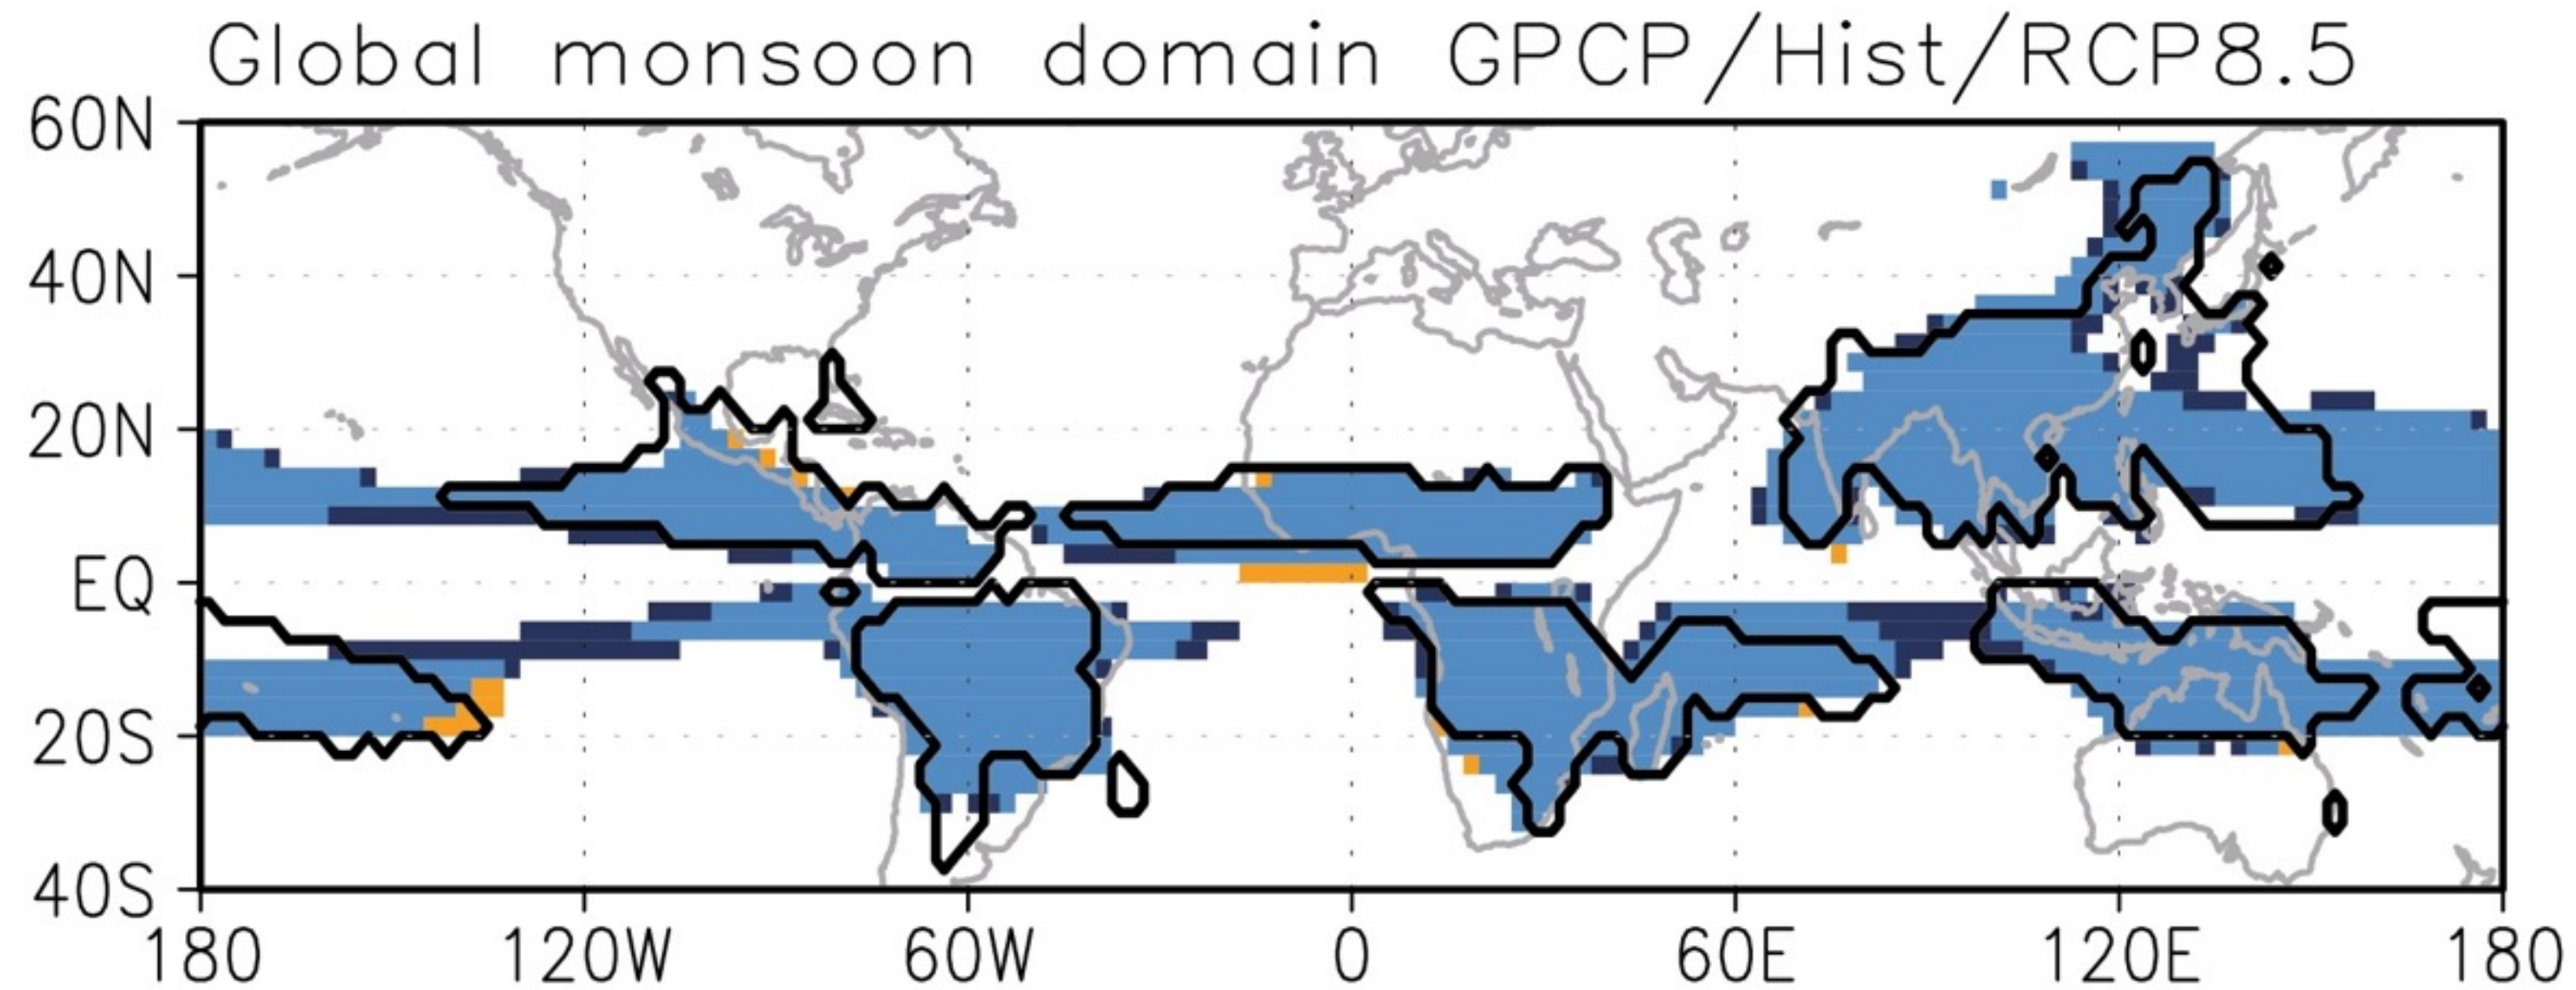 Global monsoon domain GPCP/Hist/RCP8.5
60N
40N
20N
EQ
20S
40S
180 120W 60W 0 60E 120E 180